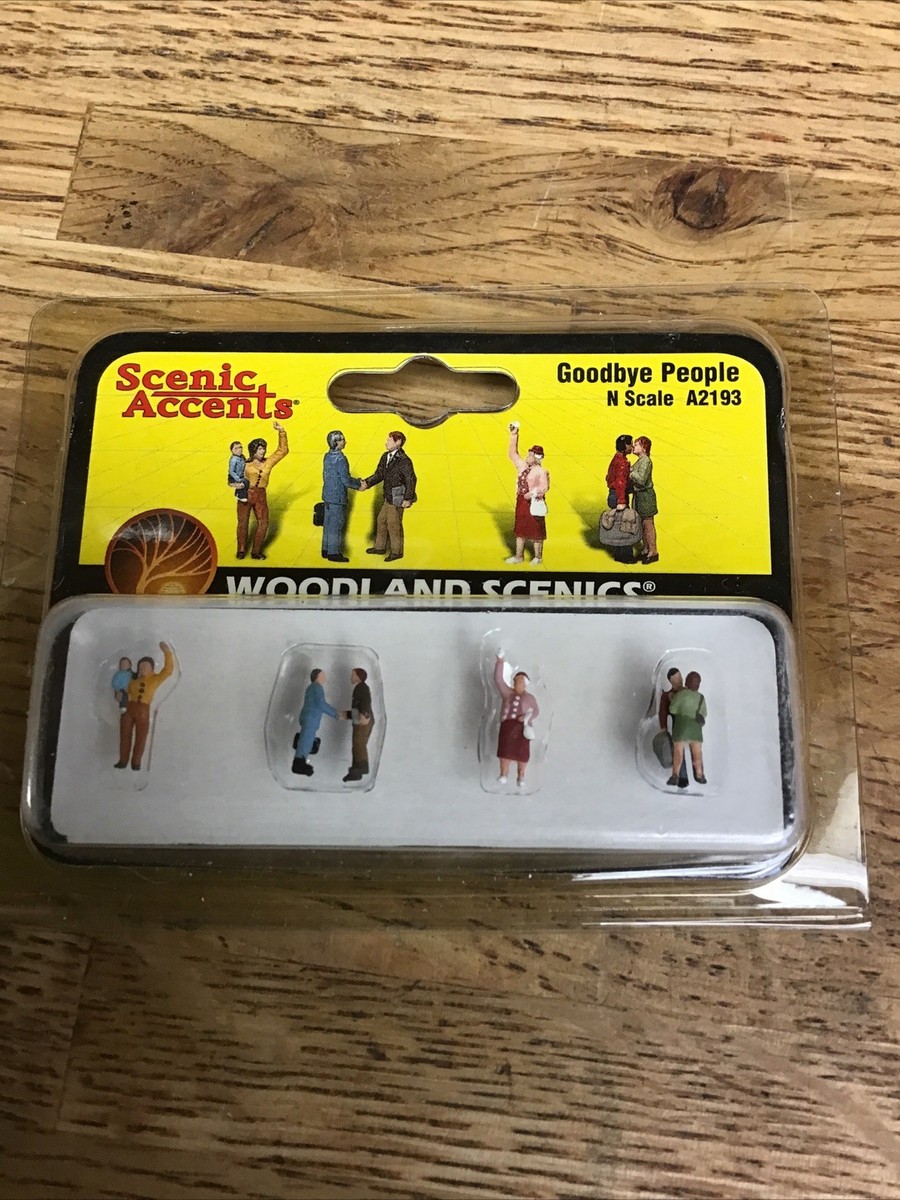 Scenic
Accents®
Goodbye People
N Scale A2193
WOODLAND SCENICS®